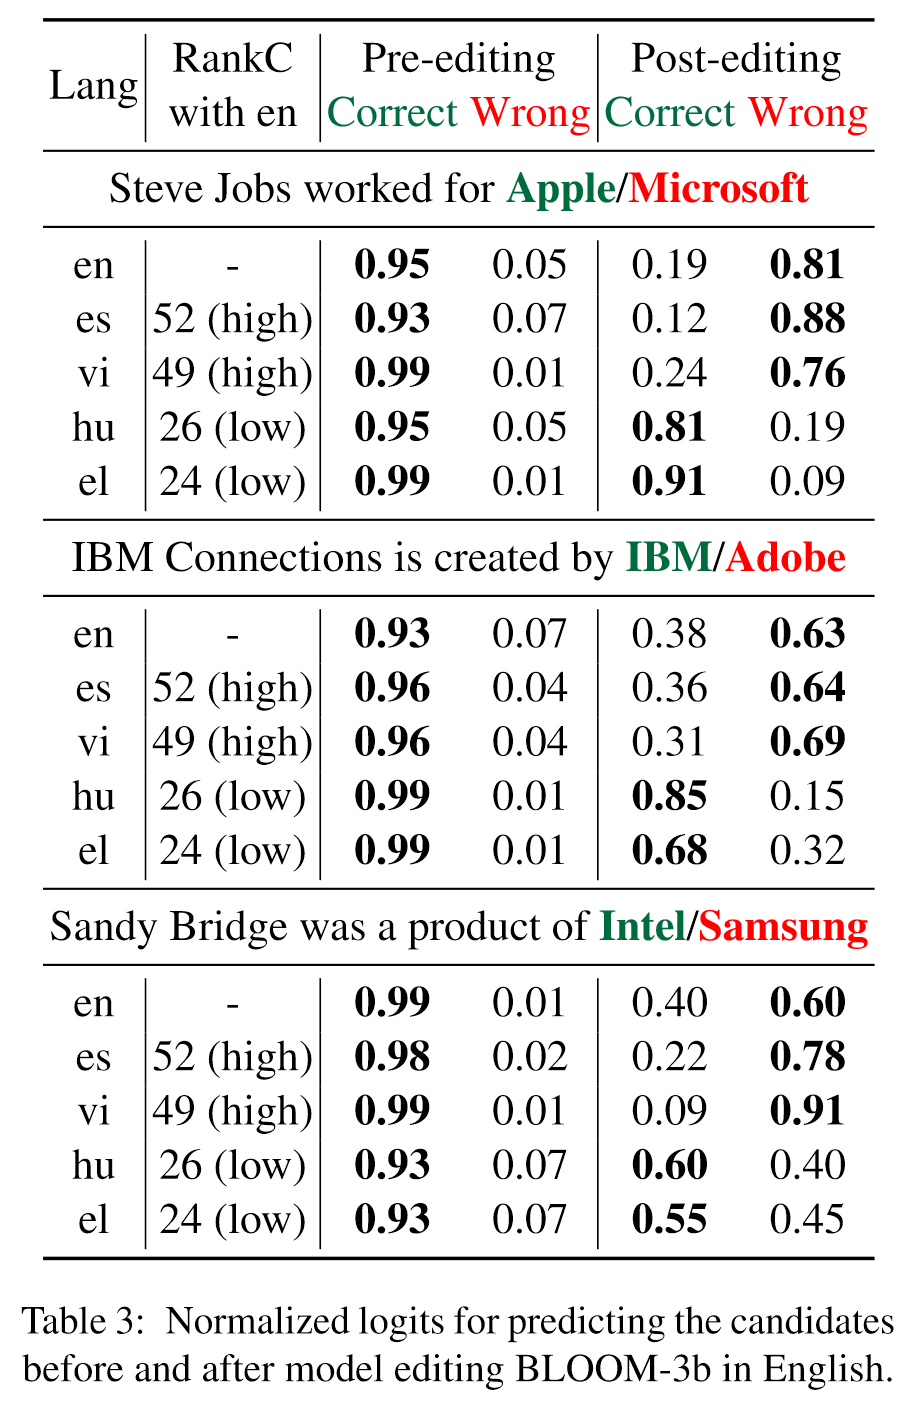 Lang RankC with en Pre-editing Correct Wrong Post-editing Correct Wrong
Steve Jobs worked for Apple/Microsoft
en - 0.95 0.05 0.19 0.81
es 52 (high) 0.93 0.07 0.12 0.88
vi 49 (high) 0.99 0.01 0.24 0.76
hu 26 (low) 0.95 0.05 0.81 0.19
el 24 (low) 0.99 0.01 0.91 0.09
IBM Connections is created by IBM/Adobe
en - 0.93 0.07 0.38 0.63
es 52 (high) 0.96 0.04 0.36 0.64
vi 49 (high) 0.96 0.04 0.31 0.69
hu 26 (low) 0.99 0.01 0.85 0.15
el 24 (low) 0.99 0.01 0.68 0.32
Sandy Bridge was a product of Intel/Samsung
en - 0.99 0.01 0.40 0.60
es 52 (high) 0.98 0.02 0.22 0.78
vi 49 (high) 0.99 0.01 0.09 0.91
hu 26 (low) 0.93 0.07 0.60 0.40
el 24 (low) 0.93 0.07 0.55 0.45
Table 3: Normalized logits for predicting the candidates
before and after model editing BLOOM-3b in English.